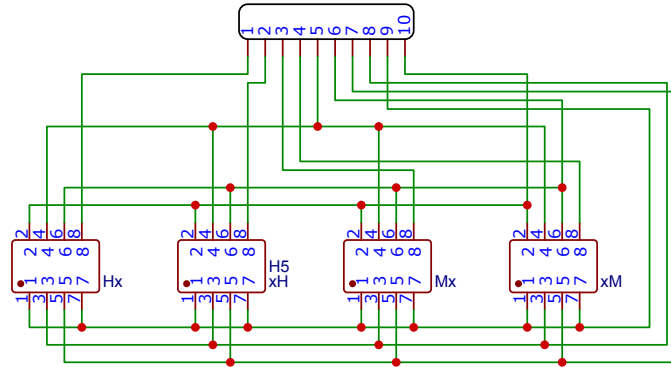 1 2 3 4 5 6 7 8 9 10
2 4 6 8 2 4 6 8 2 4 6 8 2 4 6 8
2 4 6 8 2 4 6 8 2 4 6 8 2 4 6 8
H5
1 3 5 7 Hx 1 3 5 7 xH 1 3 5 7 Mx 1 3 5 7 xM
1 3 5 7 1 3 5 7 1 3 5 7 1 3 5 7